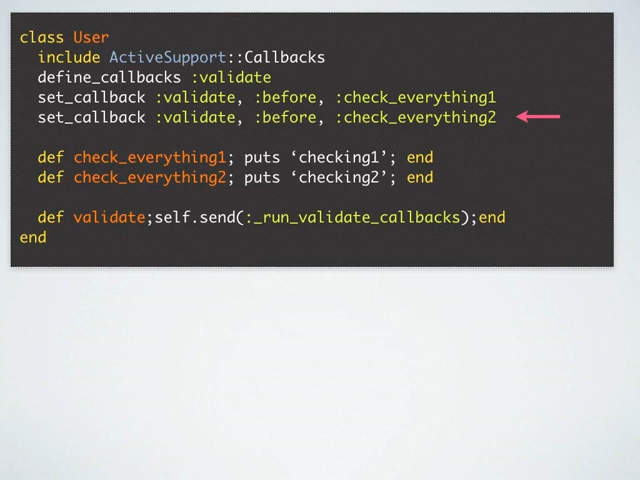 class User
  include ActiveSupport::Callbacks
  define_callbacks :validate
  set_callback :validate, :before, :check_everything1
  set_callback :validate, :before, :check_everything2
  def check_everything1; puts ‘checking1’; end
  def check_everything2; puts ‘checking2’; end
  def validate;self.send(:_run_validate_callbacks);end
end